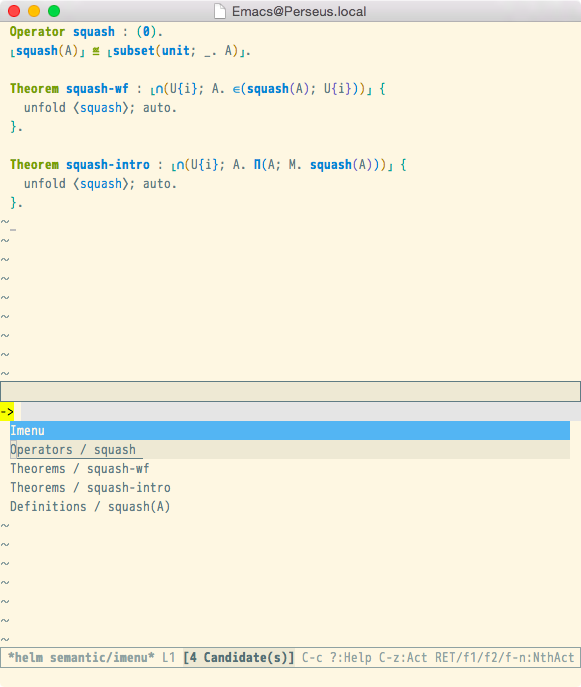 Emacs@Perseus.local
Operator squash : (0).
⌊squash(A)⌋ ≝ ⌊subset(unit; _. A)⌋.
Theorem squash-wf : ⌊∩(U{i}; A. ∈(squash(A); U{i}))⌋ {
unfold ⟨squash⟩; auto.
}.
Theorem squash-intro : ⌊∩(U{i}; A. Π(A; M. squash(A)))⌋ {
unfold ⟨squash⟩; auto.
}.
~_
~
~
~
~
~
~
~
~
->
Imenu
Operators / squash
Theorems / squash-wf
Theorems / squash-intro
Definitions / squash(A)
~
~
~
~
~
~
~
*helm semantic/imenu* L1 [4 Candidate(s)] C-c ?:Help C-z:Act RET/f1/f2/f-n:NthAct